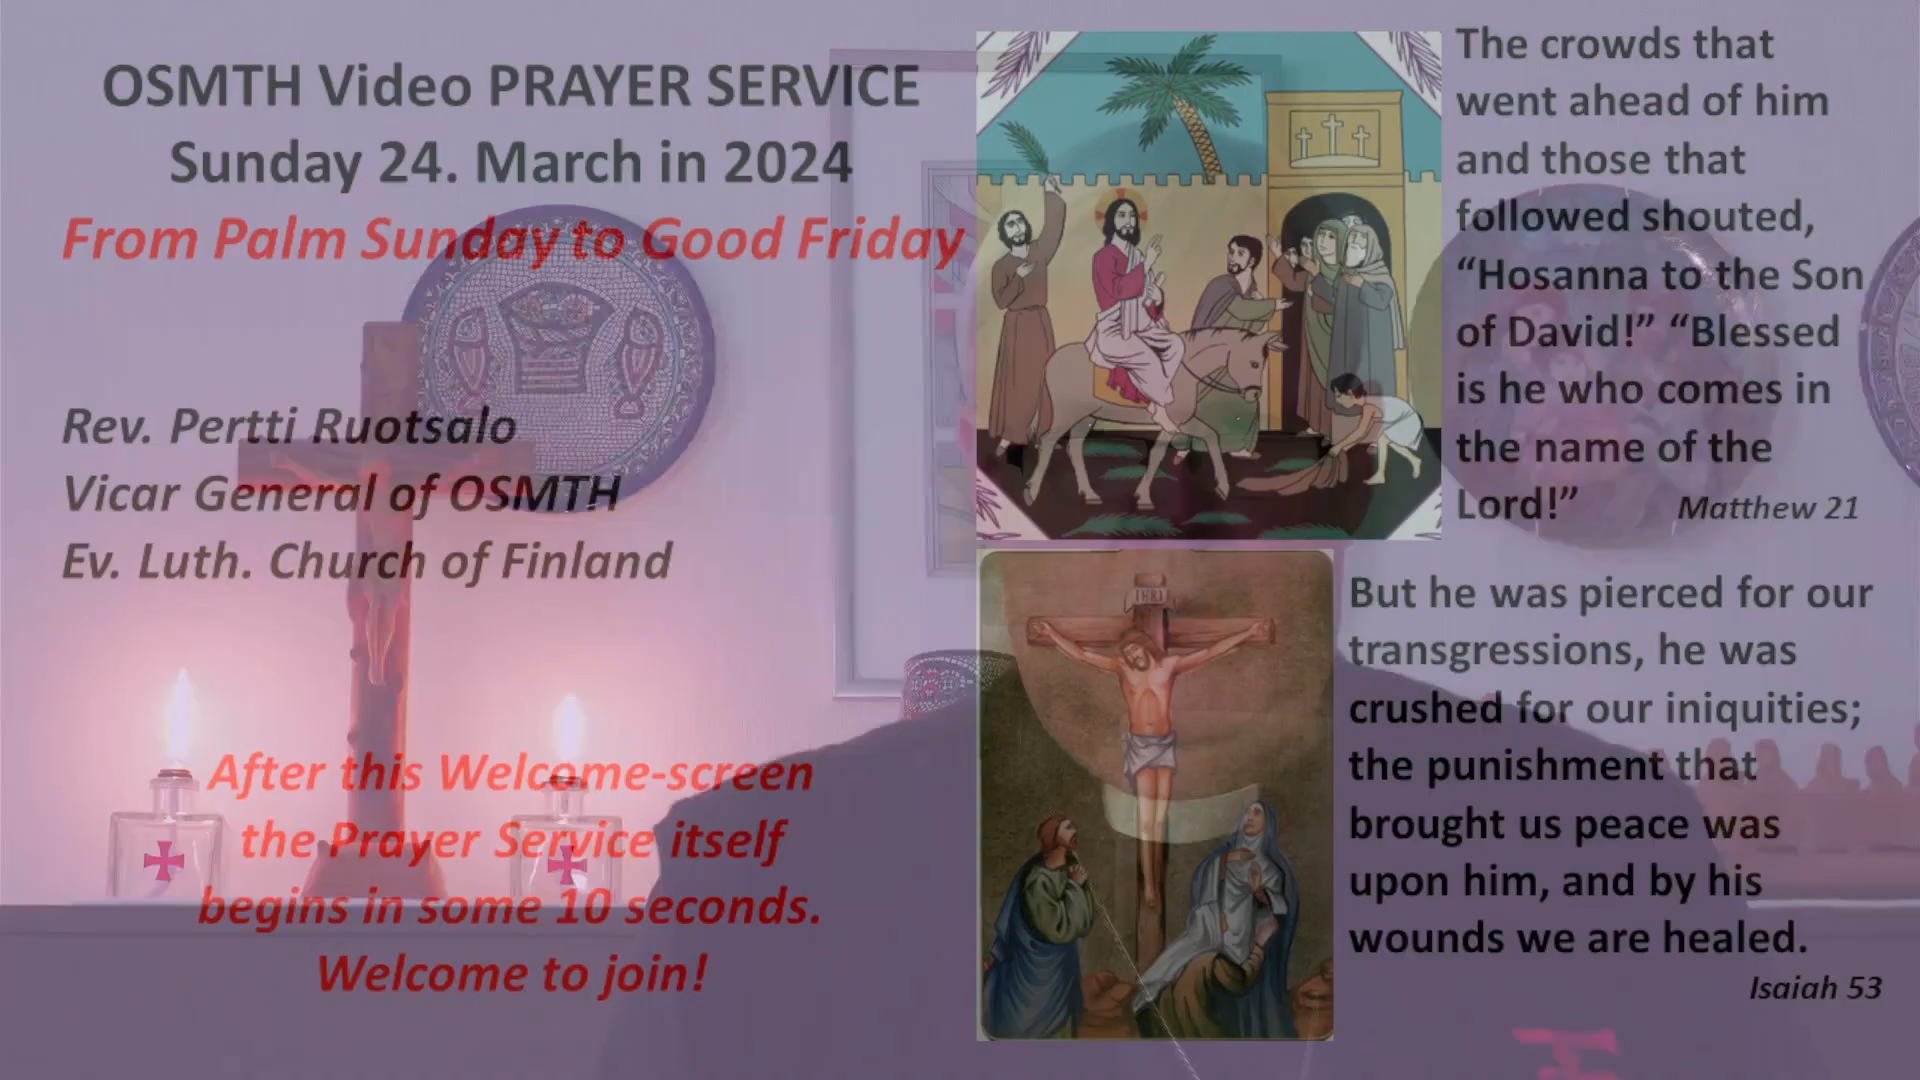 OSMTH Video PRAYER SERVICE
Sunday 24. March in 2024
From Palm Sunday to Good Friday
Rev. Pertti Ruotsalo
Vicar General of OSMTH
Ev. Luth. Church of Finland
After this Welcome-screen
the Prayer Service itself
begins in some 10 seconds.
Welcome to join!
The crowds that
went ahead of him
and those that
followed shouted,
“Hosanna to the Son
of David!” “Blessed
is he who comes in
the name of the
Lord!” Matthew 21
But he was pierced for our
transgressions, he was
crushed for our iniquities;
the punishment that
brought us peace was
upon him, and by his
wounds we are healed.
Isaiah 53